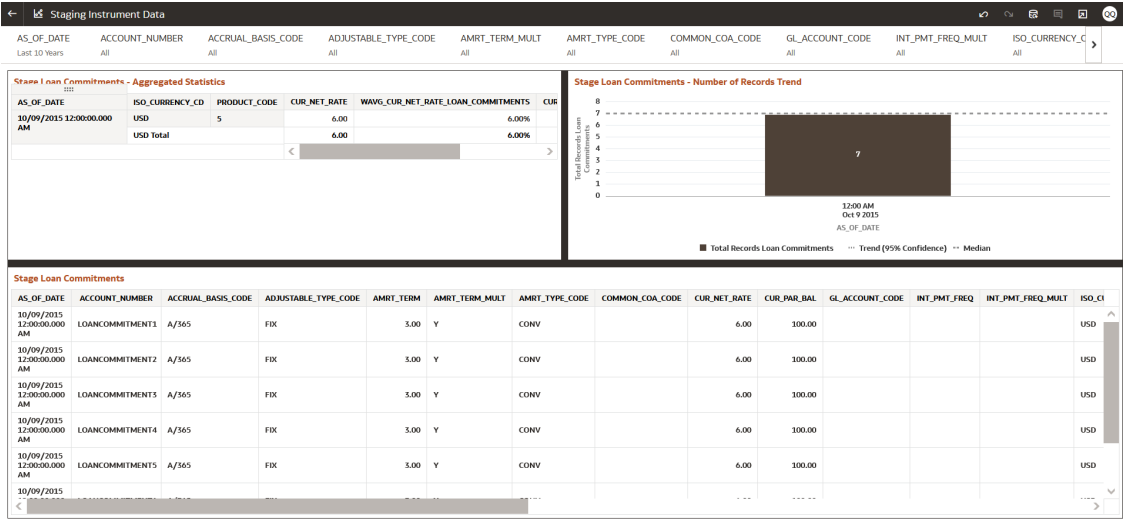 Staging Instrument Data
QQ
AS_OF_DATE ACCOUNT_NUMBER ACCRUAL_BASIS_CODE ADJUSTABLE_TYPE_CODE AMRT_TERM_MULT AMRT_TYPE_CODE COMMON_COA_CODE GL_ACCOUNT_CODE INT_PMT_FREQ_MULT ISO_CURRENCY_C
Last 10 Years All All All All All All All All All
Stage Loan Commitments - Aggregated Statistics
AS_OF_DATE ISO_CURRENCY_CD PRODUCT_CODE CUR_NET_RATE WAVG_CUR_NET_RATE_LOAN_COMMITMENTS CUR
10/09/2015 12:00:00.000 AM USD 5 6.00 6.00%
USD Total 6.00 6.00%
Stage Loan Commitments - Number of Records Trend
Total Records Loan Commitments
8
7
6
5
4
3
2
1
0
7
12:00 AM
Oct 9 2015
AS_OF_DATE
Total Records Loan Commitments Trend (95% Confidence) Median
Stage Loan Commitments
AS_OF_DATE ACCOUNT_NUMBER ACCRUAL_BASIS_CODE ADJUSTABLE_TYPE_CODE AMRT_TERM AMRT_TERM_MULT AMRT_TYPE_CODE COMMON_COA_CODE CUR_NET_RATE CUR_PAR_BAL GL_ACCOUNT_CODE INT_PMT_FREQ INT_PMT_FREQ_MULT ISO_CU
10/09/2015 12:00:00.000 AM LOANCOMMITMENT1 A/365 FIX 3.00 Y CONV 6.00 100.00 USD
10/09/2015 12:00:00.000 AM LOANCOMMITMENT2 A/365 FIX 3.00 Y CONV 6.00 100.00 USD
10/09/2015 12:00:00.000 AM LOANCOMMITMENT3 A/365 FIX 3.00 Y CONV 6.00 100.00 USD
10/09/2015 12:00:00.000 AM LOANCOMMITMENT4 A/365 FIX 3.00 Y CONV 6.00 100.00 USD
10/09/2015 12:00:00.000 AM LOANCOMMITMENT5 A/365 FIX 3.00 Y CONV 6.00 100.00 USD
10/09/2015